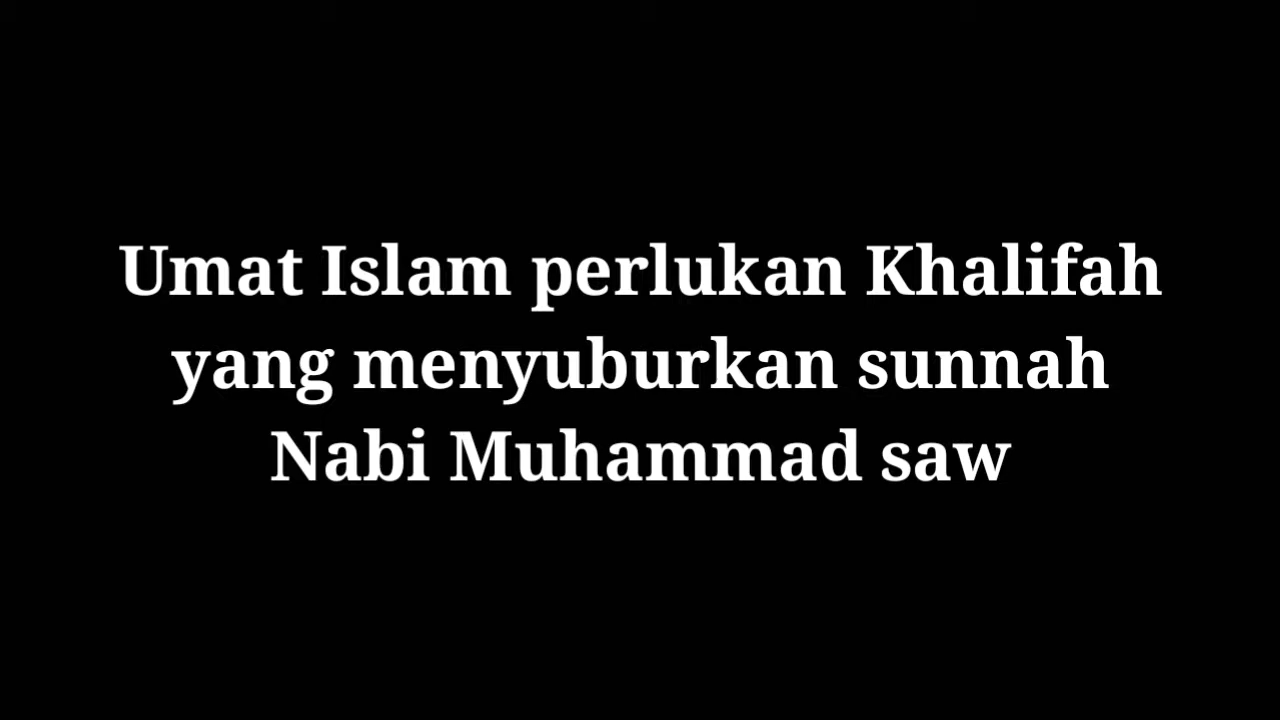 Umat Islam perlukan Khalifah
yang menyuburkan sunnah
Nabi Muhammad saw